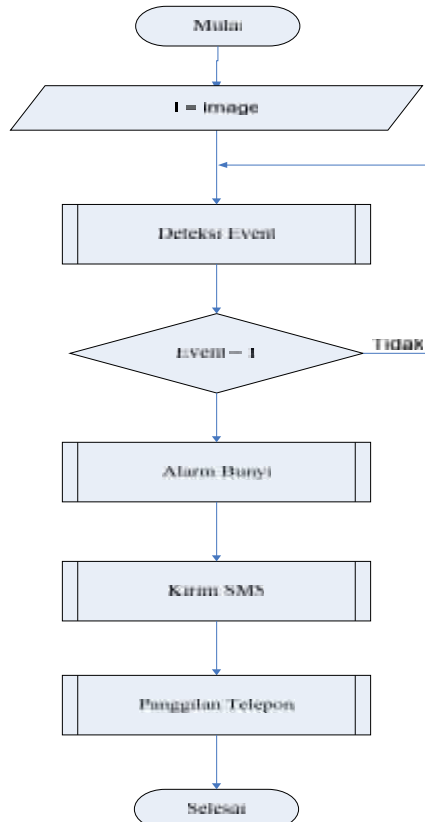 Mulai
I = image
Deteksi Event
Event = 1
Tidak
Alarm Bunyi
Kirim SMS
Panggilan Telepon
Selesai